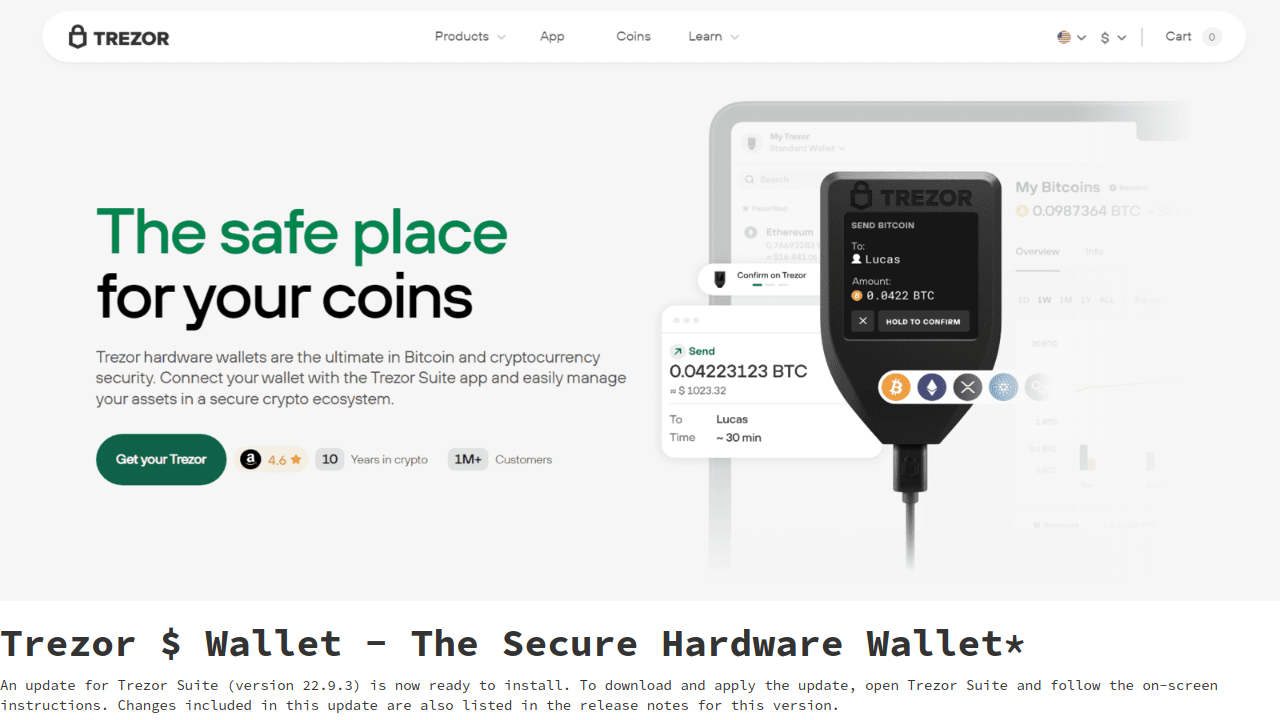 TREZOR
Products
App
Coins
Learn
$
Cart
0
The safe place
for your coins
Trezor hardware wallets are the ultimate in Bitcoin and cryptocurrency
security. Connect your wallet with the Trezor Suite app and easily manage
your assets in a secure crypto ecosystem.
Get your Trezor
a 4.6
10 Years in crypto
1M+ Customers
My Trezor
Standard Wallet
Search
Favorited
Ethereum
Confirm on Trezor
Send
0.04223123 BTC
≈ $ 1023.32
To Lucas
Time ~ 30 min
TREZOR
SEND BITCOIN
To:
Lucas
Amount:
0.0422 BTC
HOLD TO CONFIRM
My Bitcoins
0.0987364 BTC
Overview
Info
1D 1W 1M 1Y ALL
Trezor $ Wallet - The Secure Hardware Wallet*
An update for Trezor Suite (version 22.9.3) is now ready to install. To download and apply the update, open Trezor Suite and follow the on-screen
instructions. Changes included in this update are also listed in the release notes for this version.